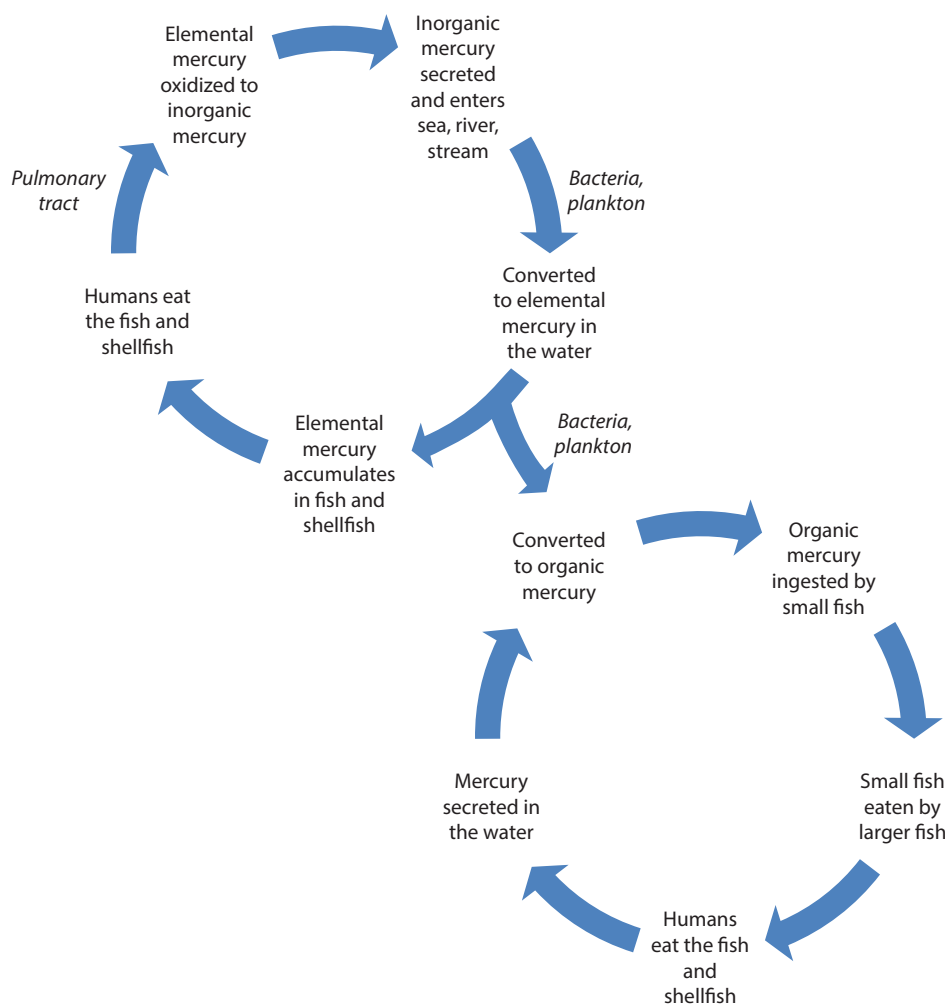 Elemental
mercury
oxidized to
inorganic
mercury
Inorganic
mercury
secreted
and enters
sea, river,
stream
Pulmonary
tract
Bacteria,
plankton
Humans eat
the fish and
shellfish
Converted
to elemental
mercury in
the water
Elemental
mercury
accumulates
in fish and
shellfish
Bacteria,
plankton
Converted
to organic
mercury
Organic
mercury
ingested by
small fish
Mercury
secreted in
the water
Small fish
eaten by
larger fish
Humans
eat the fish
and
shellfish